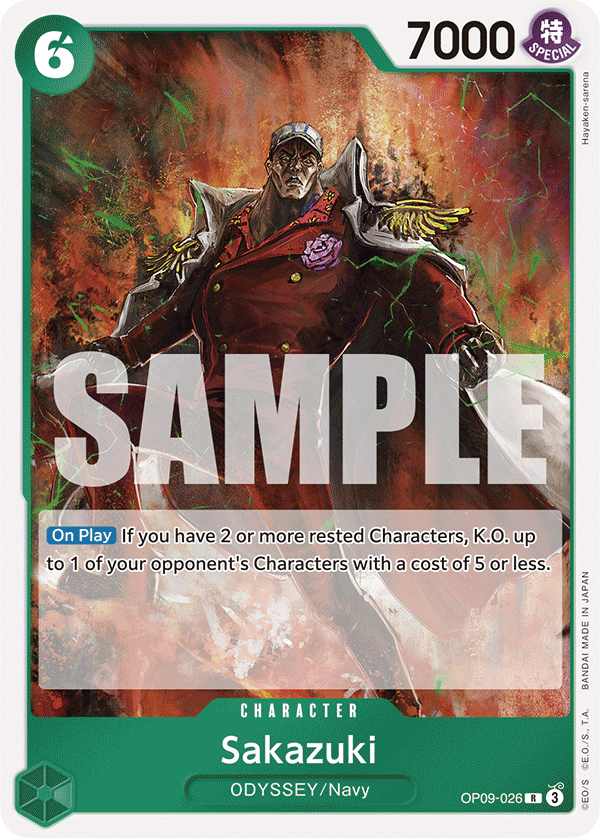 6
7000
特
SPECIAL
Hayaken-sarena
SAMPLE
On Play If you have 2 or more rested Characters, K.O. up
to 1 of your opponent's Characters with a cost of 5 or less.
CHARACTER
Sakazuki
ODYSSEY/Navy
OP09-026 R 3
©EO/S ©E.O./S., T.A. BANDAI MADE IN JAPAN